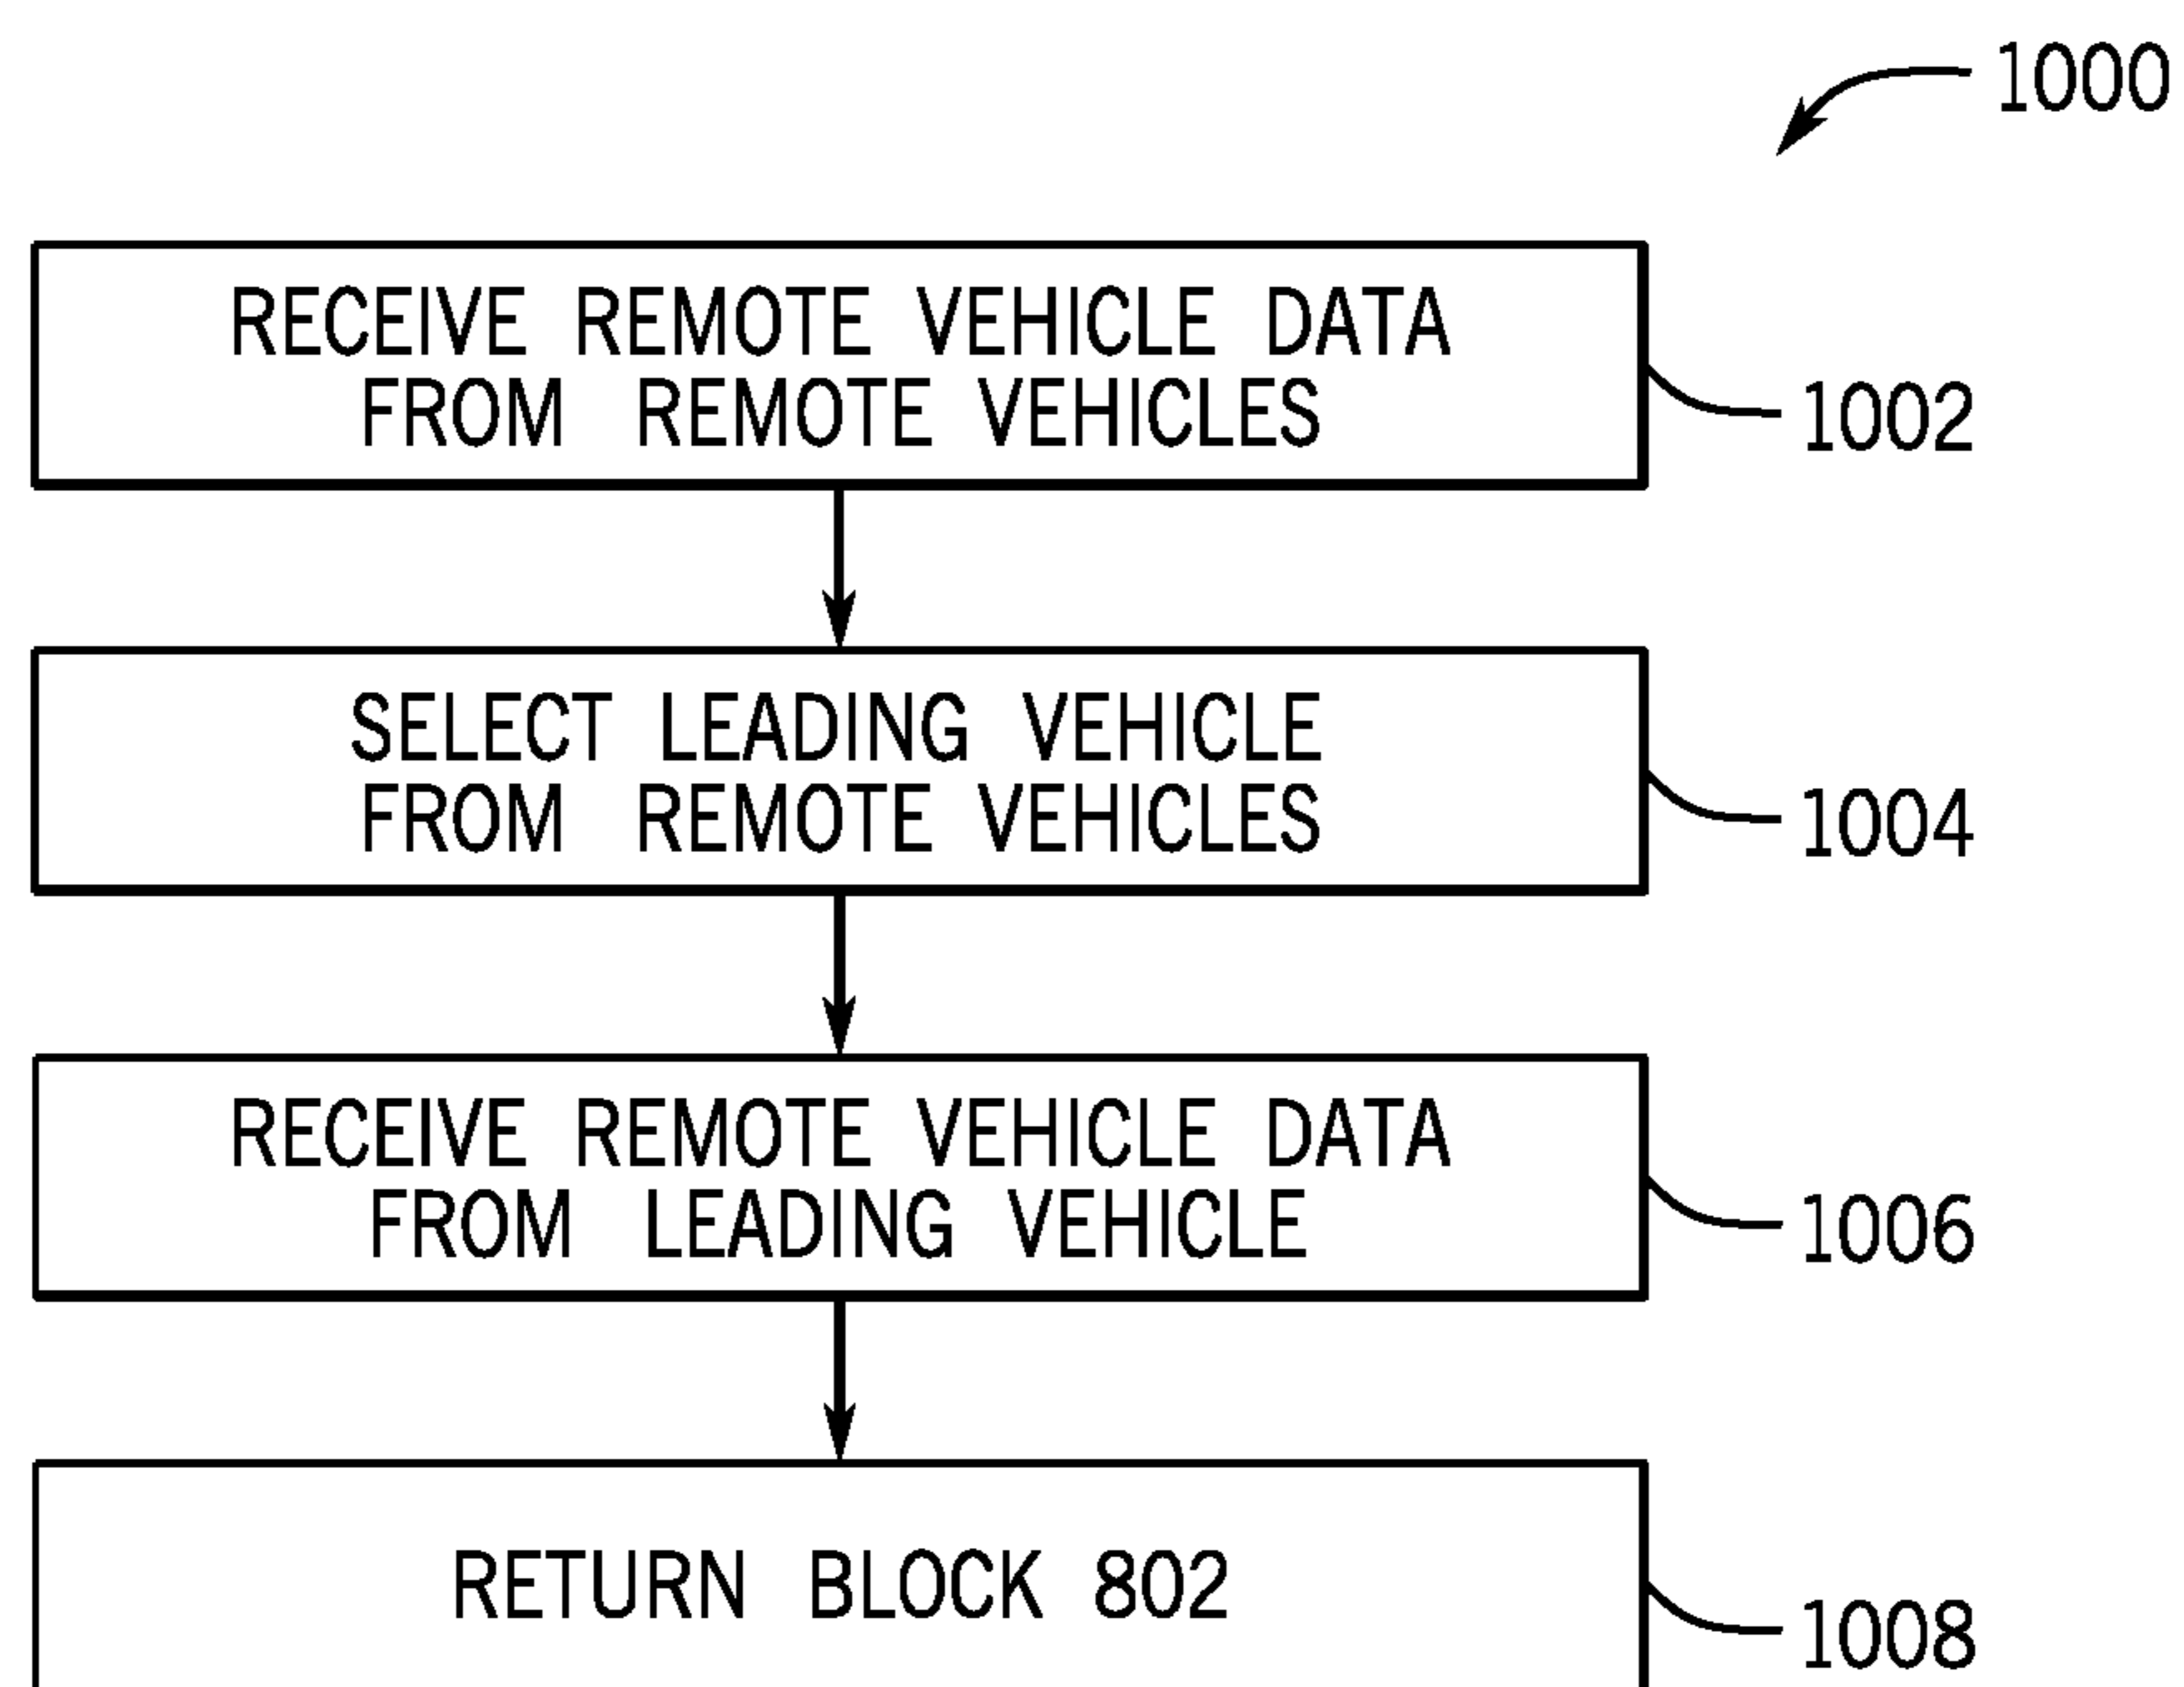 1000
RECEIVE REMOTE VEHICLE DATA
FROM REMOTE VEHICLES
1002
SELECT LEADING VEHICLE
FROM REMOTE VEHICLES
1004
RECEIVE REMOTE VEHICLE DATA
FROM LEADING VEHICLE
1006
RETURN BLOCK 802
1008